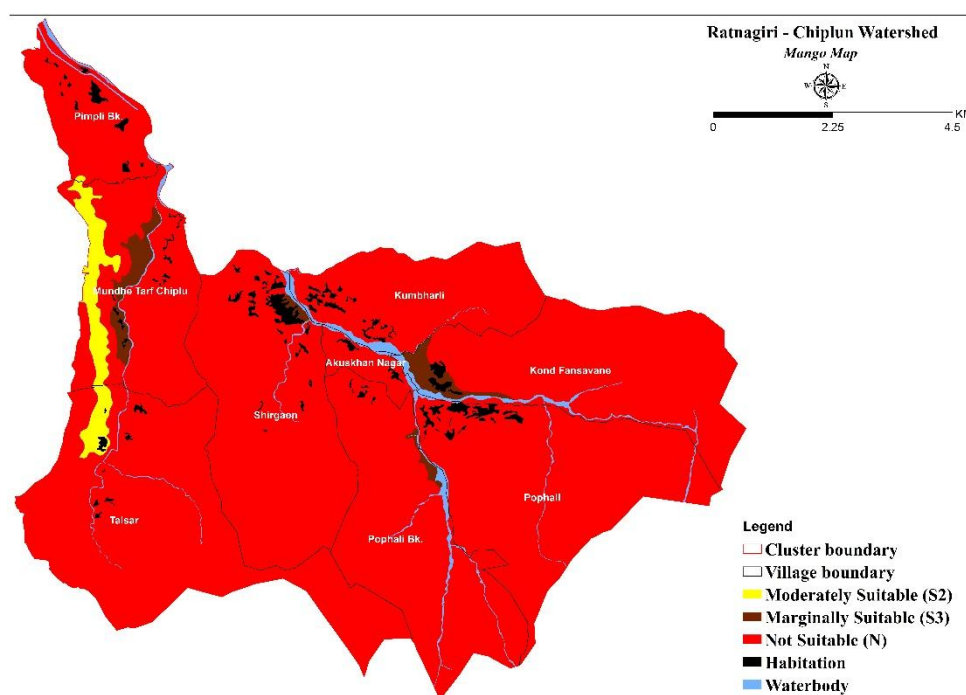 Ratnagiri - Chiplun Watershed
Mango Map
N
W E
S
KM
0 2.25 4.5
Pimpli Bk.
Mundhe Tarf Chiplu
Kumbharli
Akuskhan Nagar
Kond Fansavane
Shirgaon
Pophali
Talsar
Pophali Bk.
Legend
Cluster boundary
Village boundary
Moderately Suitable (S2)
Marginally Suitable (S3)
Not Suitable (N)
Habitation
Waterbody